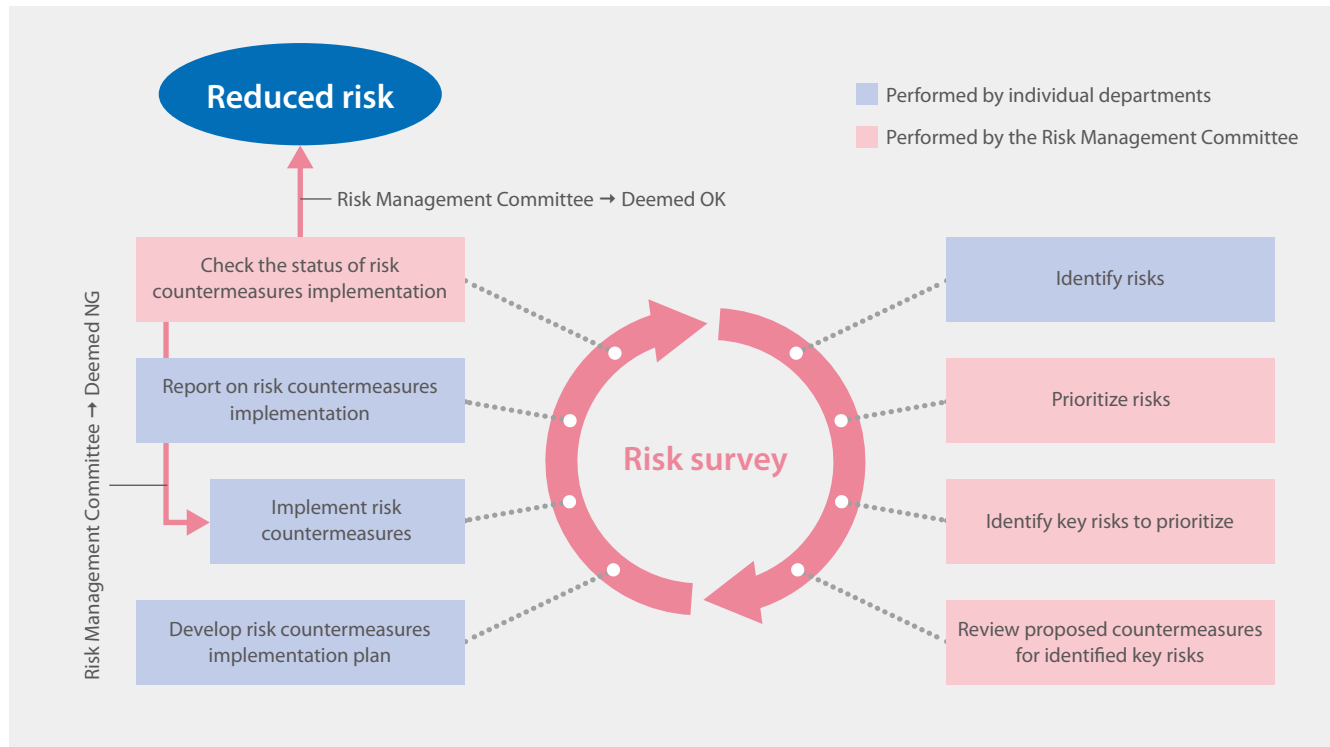 Reduced risk
Performed by individual departments
Performed by the Risk Management Committee
Risk Management Committee → Deemed OK
Check the status of risk
countermeasures implementation
Report on risk countermeasures
implementation
Implement risk
countermeasures
Develop risk countermeasures
implementation plan
Risk Management Committee → Deemed NG
Risk survey
Identify risks
Prioritize risks
Identify key risks to prioritize
Review proposed countermeasures
for identified key risks